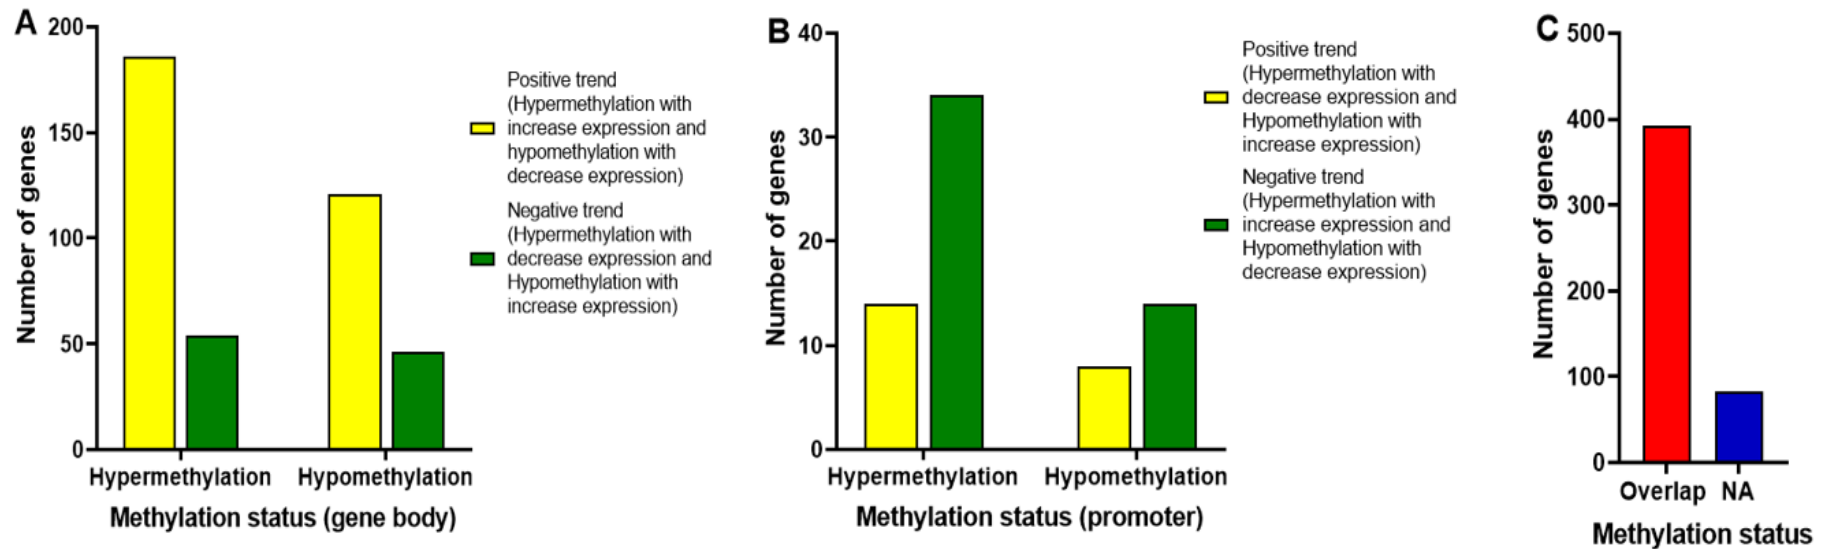 A
200
150
100
50
0
Number of genes
Hypermethylation
Hypomethylation
Methylation status (gene body)
Positive trend
(Hypermethylation with
increase expression and
hypomethylation with
decrease expression)
Negative trend
(Hypermethylation with
decrease expression and
Hypomethylation with
increase expression)
B
40
30
20
10
0
Number of genes
Hypermethylation
Hypomethylation
Methylation status (promoter)
Positive trend
(Hypermethylation with
decrease expression and
Hypomethylation with
increase expression)
Negative trend
(Hypermethylation with
increase expression and
Hypomethylation with
decrease expression)
C
500
400
300
200
100
0
Number of genes
Overlap
NA
Methylation status